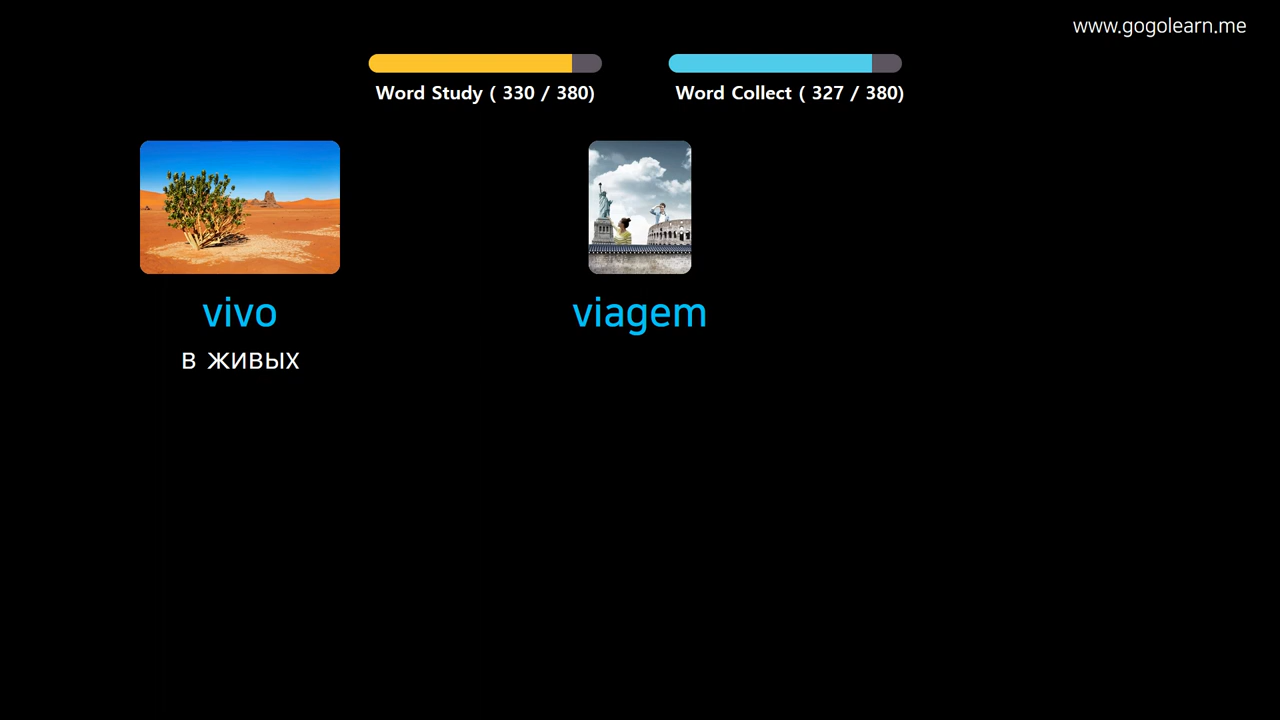 www.gogolearn.me
Word Study ( 330 / 380)
Word Collect ( 327 / 380)
vivo
в живых
viagem